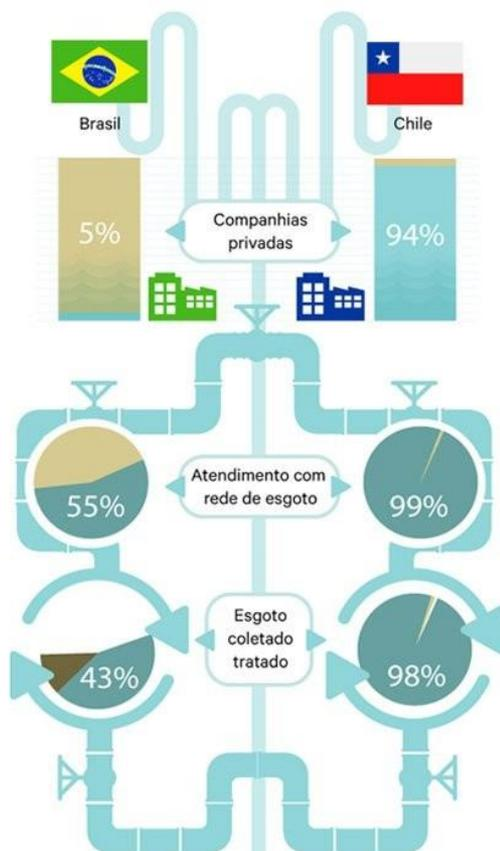 Brasil
Chile
5%
Companhias
privadas
94%
55%
Atendimento com
rede de esgoto
99%
43%
Esgoto
coletado
tratado
98%